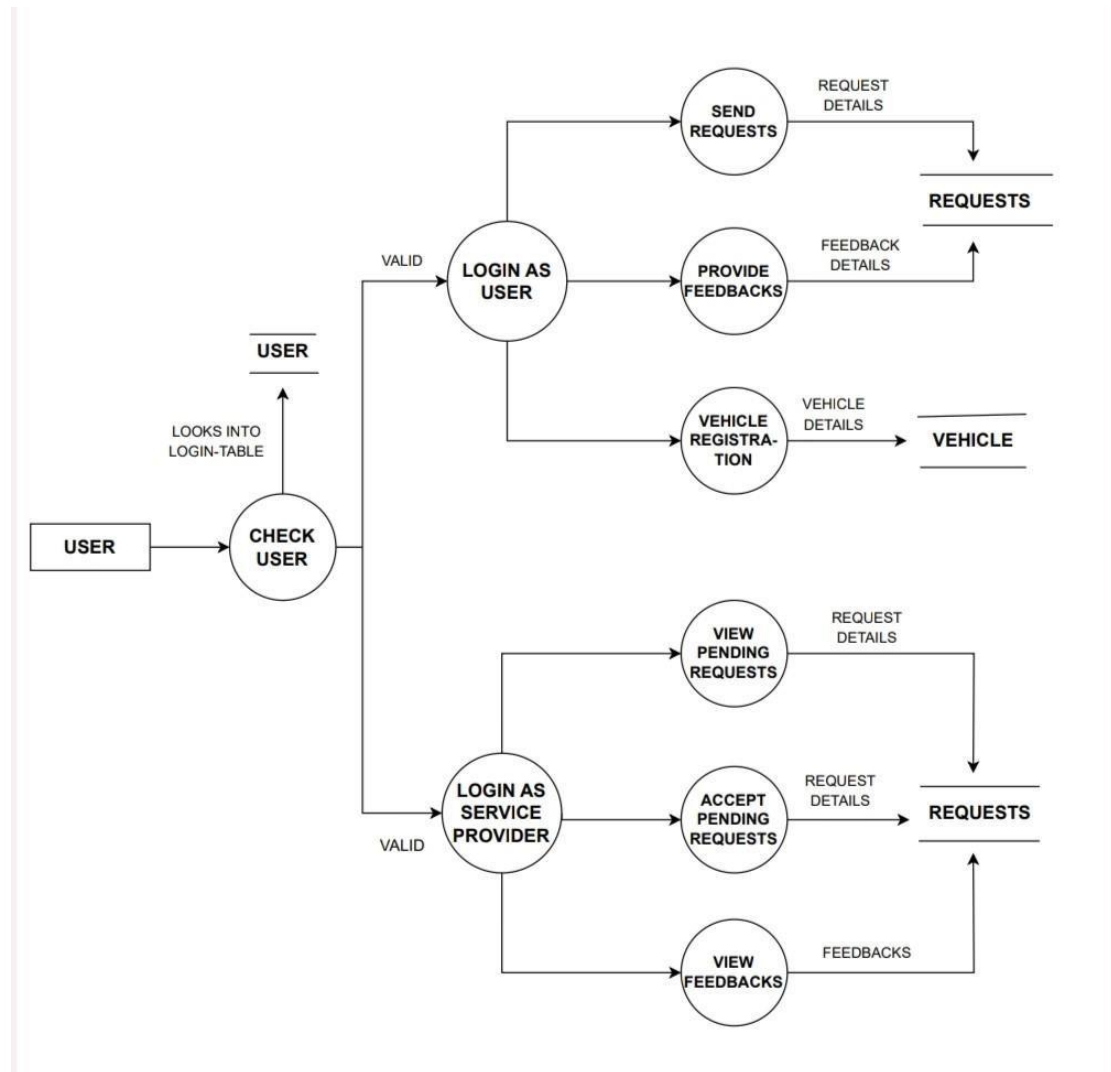 SEND
REQUESTS
REQUEST
DETAILS
REQUESTS
VALID
LOGIN AS
USER
PROVIDE
FEEDBACKS
FEEDBACK
DETAILS
USER
LOOKS INTO
LOGIN-TABLE
VEHICLE
REGISTRA-
TION
VEHICLE
DETAILS
VEHICLE
USER
CHECK
USER
VIEW
PENDING
REQUESTS
REQUEST
DETAILS
LOGIN AS
SERVICE
PROVIDER
VALID
ACCEPT
PENDING
REQUESTS
REQUEST
DETAILS
REQUESTS
VIEW
FEEDBACKS
FEEDBACKS